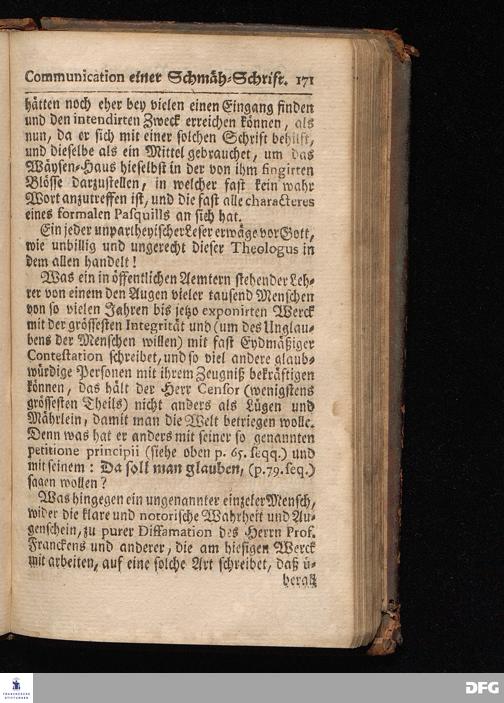 Communication einer Schmäh-Schrift. 171
hätten noch eher bey vielen einen Eingang finden
und den intendirten Zweck erreichen können, als
nun, da er sich mit einer solchen Schrift behilft,
und dieselbe als ein Mittel gebrauchet, um das
Wäysen-Haus hieselbst in der von ihm fingirten
Blösse darzustellen, in welcher fast kein wahr
Wort anzutreffen ist, und die fast alle characteres
eines formalen Pasquills an sich hat.
Ein jeder unpartheyischer Leser erwäge vor Gott,
wie unbillig und ungerecht dieser Theologus in
dem allen handelt!
Was ein in öffentlichen Aemtern stehender Leh-
rer von einem den Augen vieler tausend Menschen
von so vielen Jahren bis jetzo exponirten Werck
mit der grössesten Integrität und (um des Unglau-
bens der Menschen willen) mit fast Eydmäßiger
Contestation schreibet, und so viel andere glaub-
würdige Personen mit ihrem Zeugniß bekräftigen
können, das hält der Herr Censor (wenigstens
grössesten Theils) nicht anders als Lügen und
Mährlein, damit man die Welt betriegen wolle.
Denn was hat er anders mit seiner so genannten
petitione principii (siehe oben p. 65. seqq.) und
mit seinem: Da soll man glauben, (p. 79. seq.)
sagen wollen?
Was hingegen ein ungenannter einzeler Mensch,
wider die klare und notorische Wahrheit und Au-
genschein, zu purer Diffamation des Herrn Prof.
Franckens und anderer, die am hiesigen Werck
mit arbeiten, auf eine solche Art schreibet, daß ü-
berall
FRANCKESCHE
STIFTUNGEN
DFG